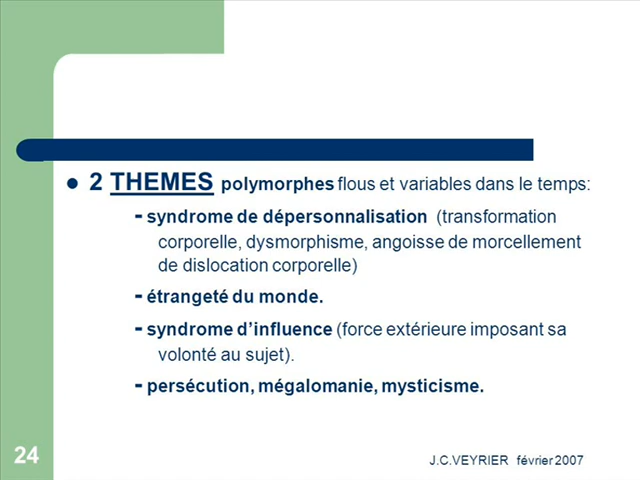 ● 2 THEMES polymorphes flous et variables dans le temps:
- syndrome de dépersonnalisation (transformation
corporelle, dysmorphisme, angoisse de morcellement
de dislocation corporelle)
- étrangeté du monde.
- syndrome d’influence (force extérieure imposant sa
volonté au sujet).
- persécution, mégalomanie, mysticisme.
24
J.C.VEYRIER février 2007